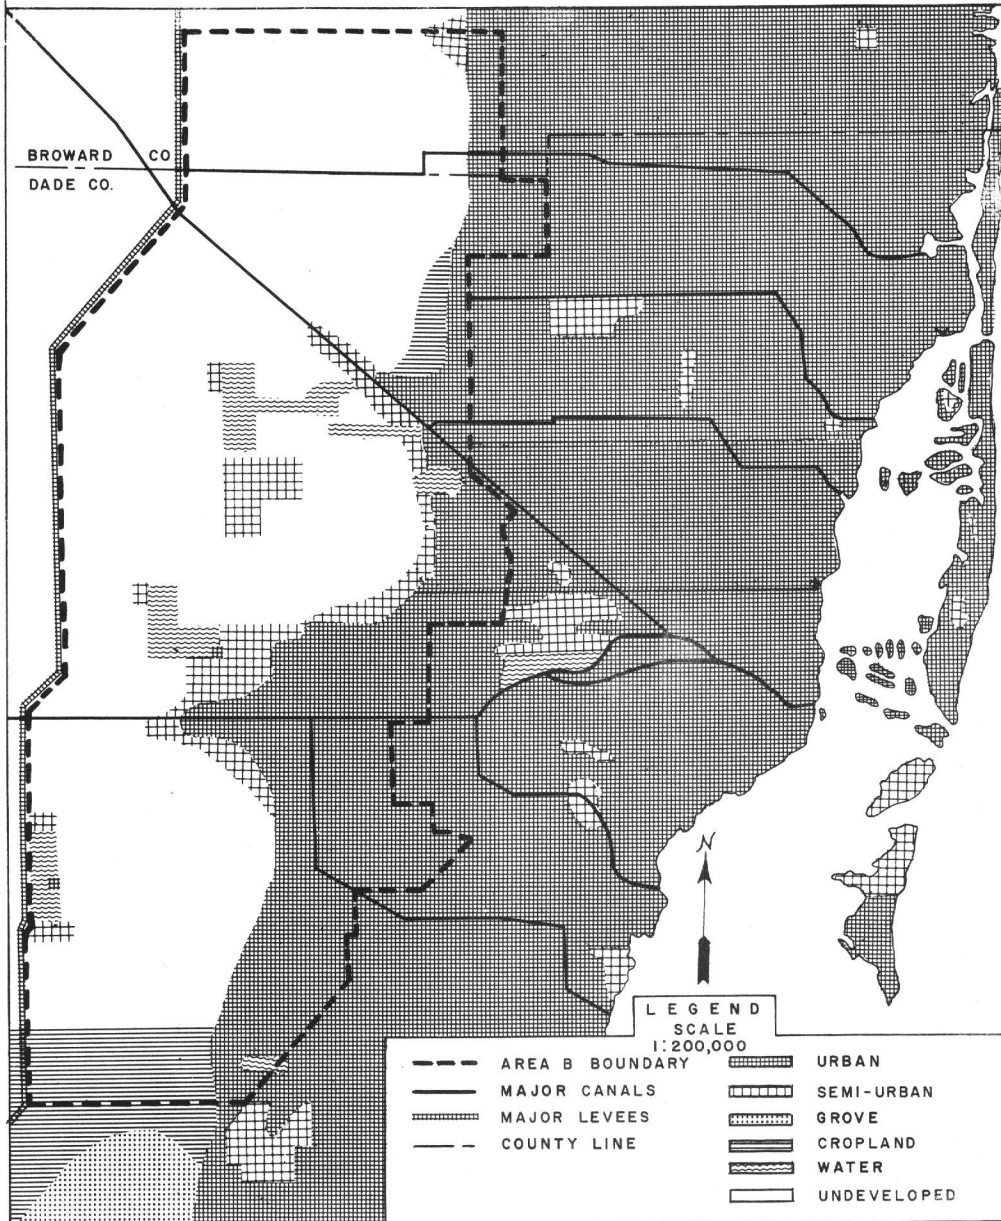 BROWARD CO
DADE CO.
N
LEGEND
SCALE
1:200,000
AREA B BOUNDARY
MAJOR CANALS
MAJOR LEVEES
COUNTY LINE
URBAN
SEMI-URBAN
GROVE
CROPLAND
WATER
UNDEVELOPED